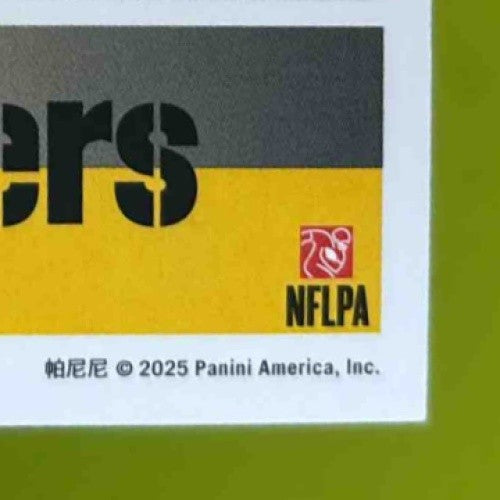 ers
NFLPA
帕尼尼 © 2025 Panini America, Inc.